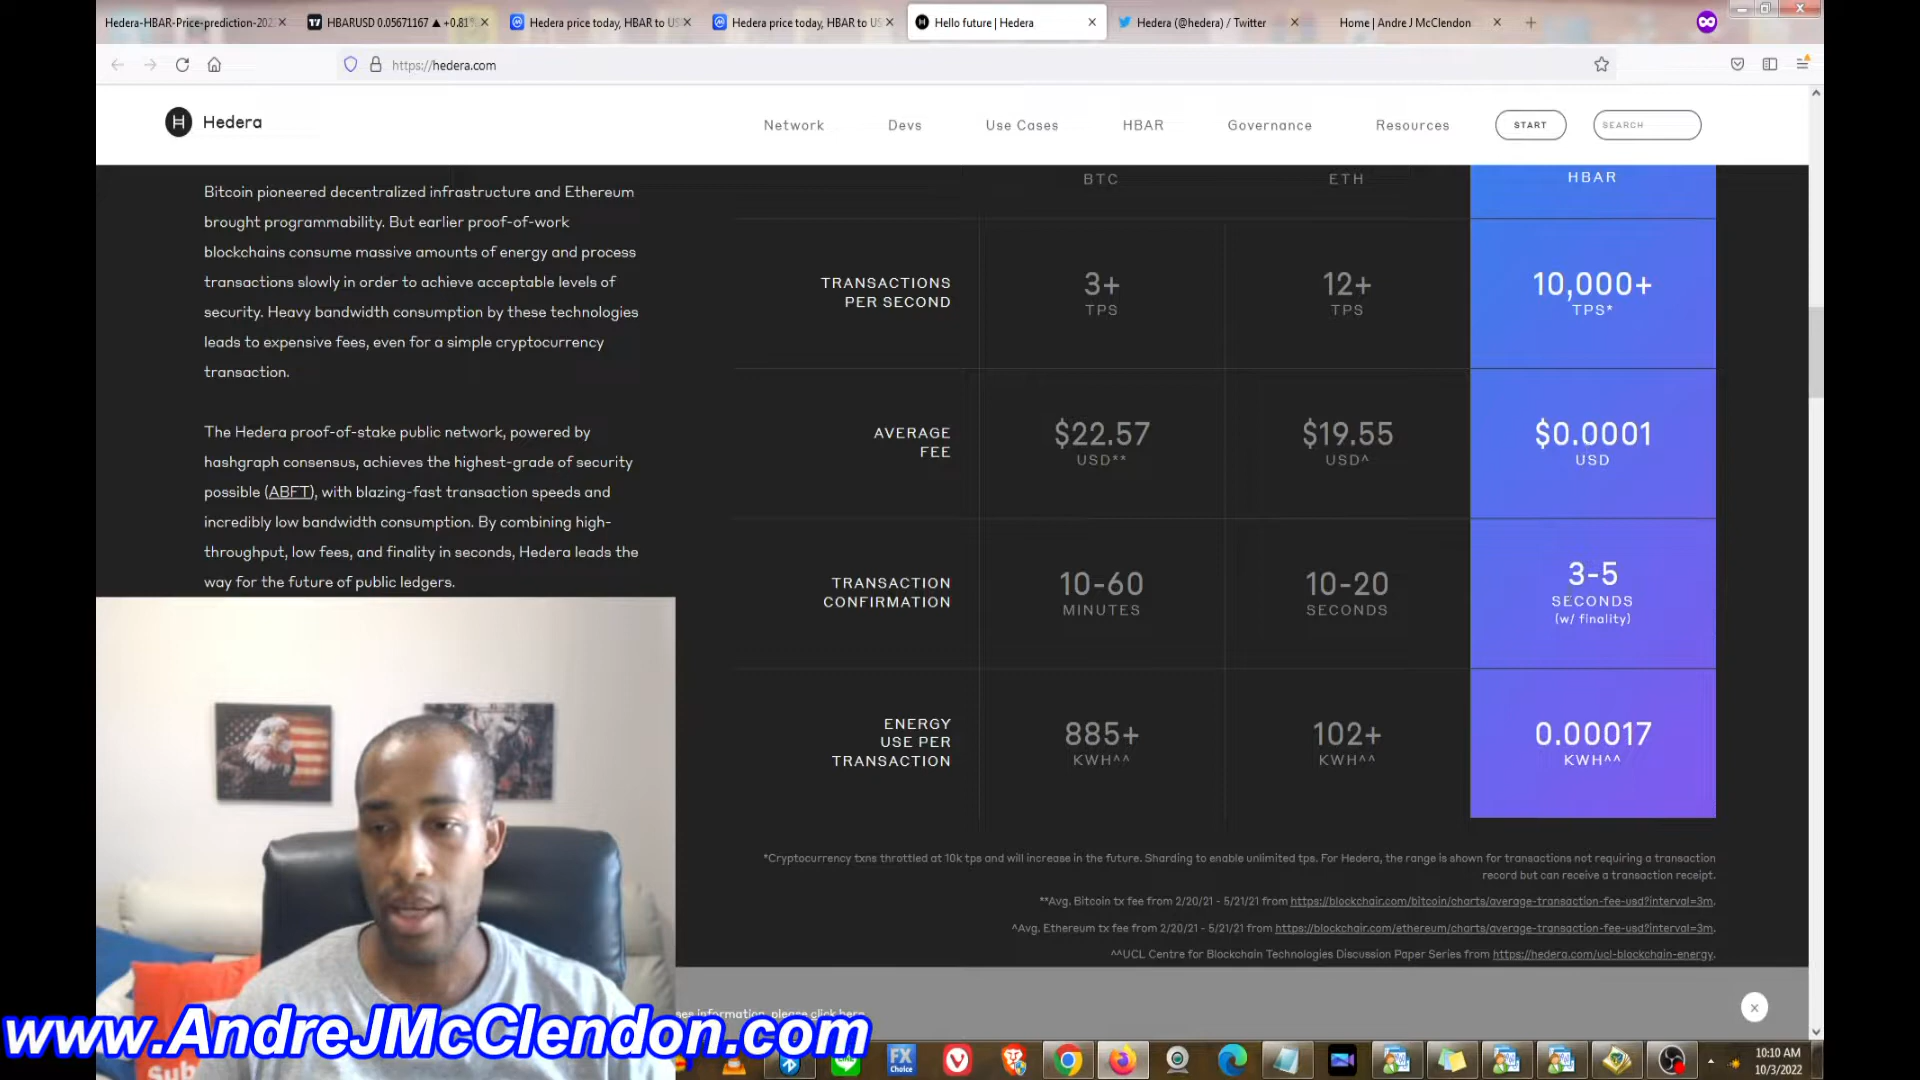 Hedera-HBAR-Price-prediction-202
HBARUSD 0.05671167 ▲ +0.81%
Hedera price today, HBAR to US
Hedera price today, HBAR to US
Hello future | Hedera
Hedera (@hedera) / Twitter
Home | Andre J McClendon
https://hedera.com
Hedera
Network
Devs
Use Cases
HBAR
Governance
Resources
START
SEARCH
Bitcoin pioneered decentralized infrastructure and Ethereum
brought programmability. But earlier proof-of-work
blockchains consume massive amounts of energy and process
transactions slowly in order to achieve acceptable levels of
security. Heavy bandwidth consumption by these technologies
leads to expensive fees, even for a simple cryptocurrency
transaction.
The Hedera proof-of-stake public network, powered by
hashgraph consensus, achieves the highest-grade of security
possible (ABFT), with blazing-fast transaction speeds and
incredibly low bandwidth consumption. By combining high-
throughput, low fees, and finality in seconds, Hedera leads the
way for the future of public ledgers.
BTC
ETH
HBAR
TRANSACTIONS
PER SECOND
3+
TPS
12+
TPS
10,000+
TPS*
AVERAGE
FEE
$22.57
USD**
$19.55
USD^
$0.0001
USD
TRANSACTION
CONFIRMATION
10-60
MINUTES
10-20
SECONDS
3-5
SECONDS
(w/ finality)
ENERGY
USE PER
TRANSACTION
885+
KWH^^
102+
KWH^^
0.00017
KWH^^
*Cryptocurrency txns throttled at 10k tps and will increase in the future. Sharding to enable unlimited tps. For Hedera, the range is shown for transactions not requiring a transaction
record but can receive a transaction receipt.
**Avg. Bitcoin tx fee from 2/20/21 - 5/21/21 from https://blockchair.com/bitcoin/charts/average-transaction-fee-usd?interval=3m.
^Avg. Ethereum tx fee from 2/20/21 - 5/21/21 from https://blockchair.com/ethereum/charts/average-transaction-fee-usd?interval=3m.
^^UCL Centre for Blockchain Technologies Discussion Paper Series from https://hedera.com/ucl-blockchain-energy.
information, please click here
www.AndreJMcClendon.com
Sub
FX
Choice
LINE
10:10 AM
10/3/2022